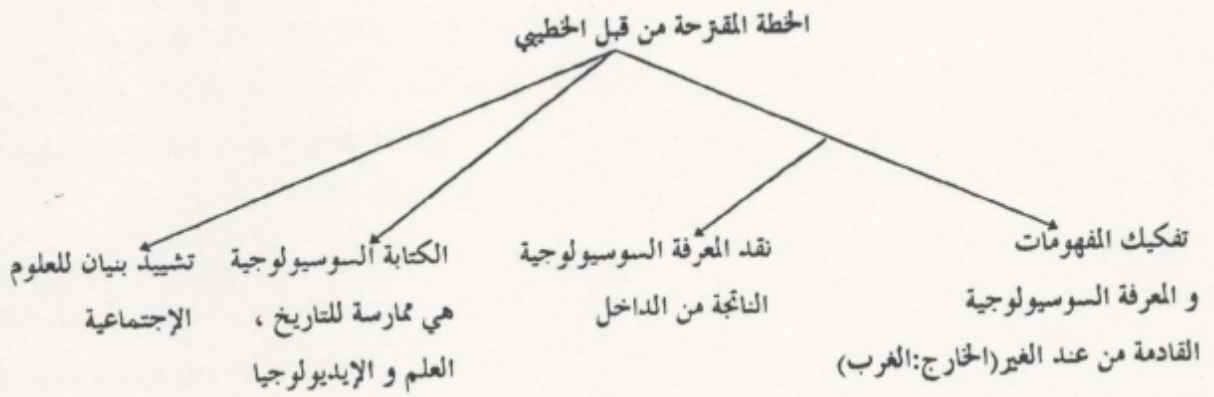 الخطة المقترحة من قبل الخطيبي
تفكيك المفهومات
و المعرفة السوسيولوجية
القادمة من عند الغير(الخارج:الغرب)
نقد المعرفة السوسيولوجية
الناتجة من الداخل
الكتابة السوسيولوجية
هي ممارسة للتاريخ ،
العلم و الإيديولوجيا
تشييد بنيان للعلوم
الإجتماعية